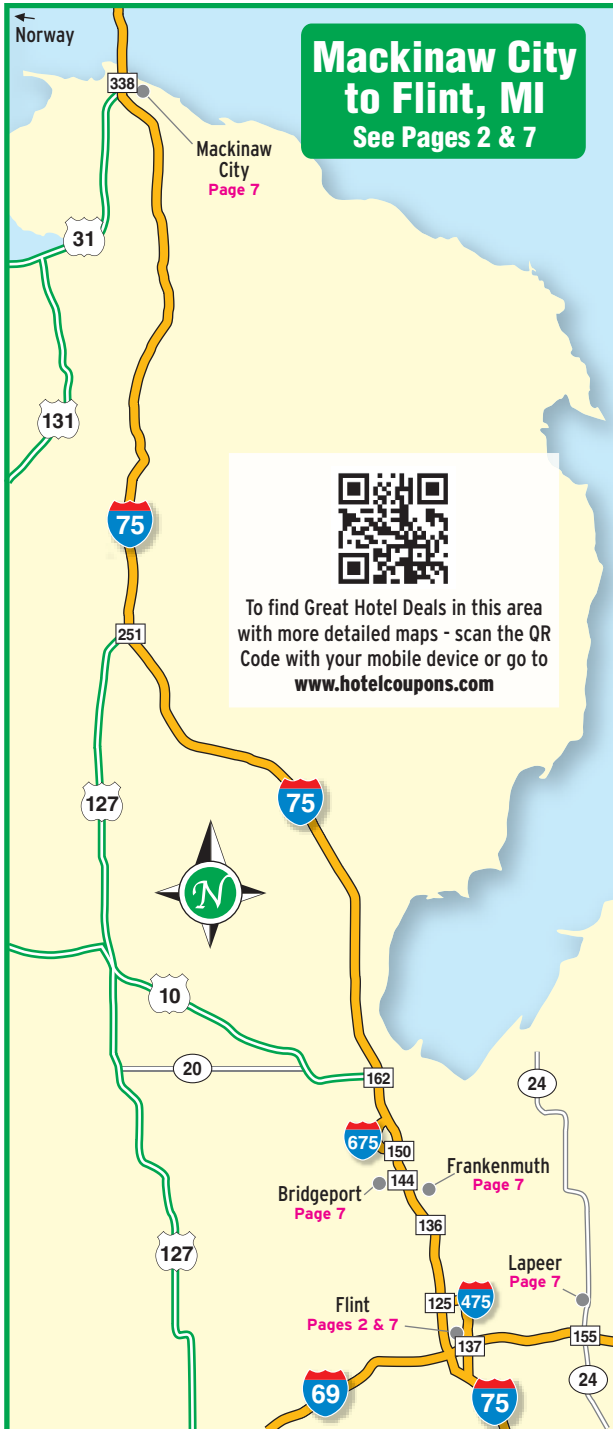 Norway
Mackinaw City
to Flint, MI
See Pages 2 & 7
338
Mackinaw
City
Page 7
31
131
75
To find Great Hotel Deals in this area
with more detailed maps - scan the QR
Code with your mobile device or go to
www.hotelcoupons.com
251
127
75
N
10
20
162
24
675
150
144
Frankenmuth
Page 7
Bridgeport
Page 7
136
127
Lapeer
Page 7
125
475
Flint
Pages 2 & 7
137
155
69
75
24